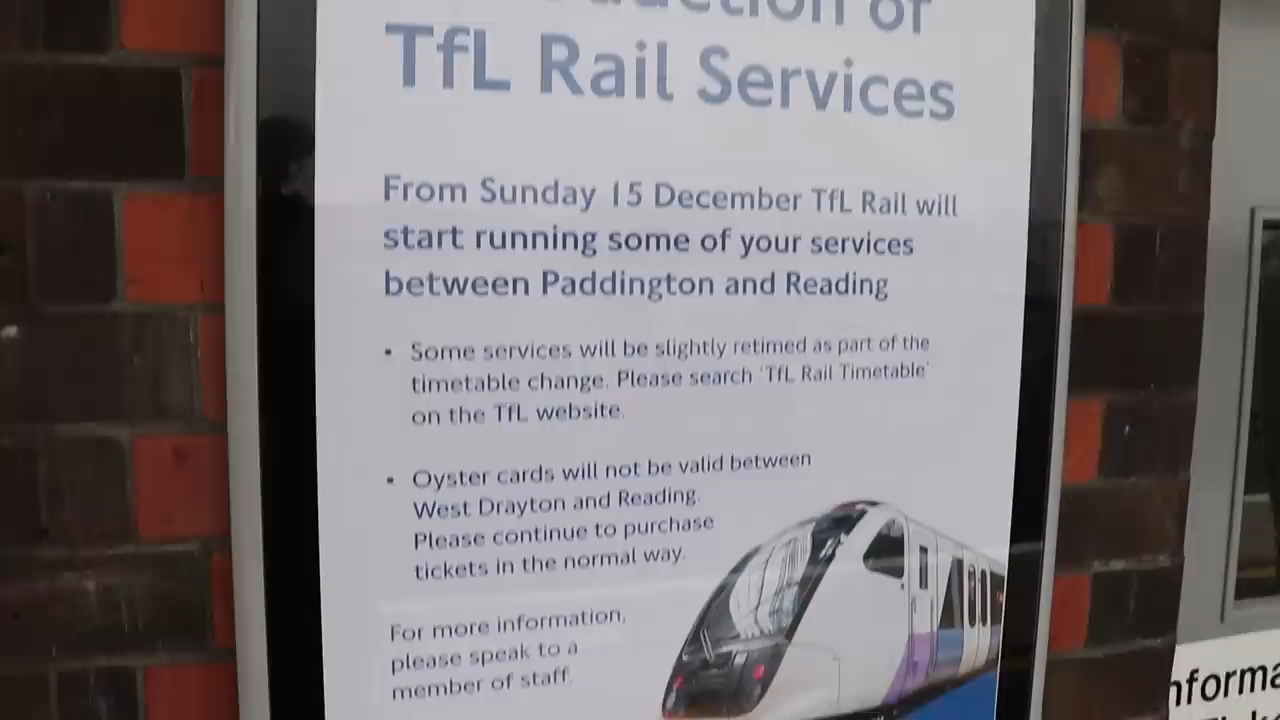 of
TfL Rail Services
From Sunday 15 December TfL Rail will
start running some of your services
between Paddington and Reading
• Some services will be slightly retimed as part of the
timetable change. Please search 'TfL Rail Timetable'
on the TfL website.
• Oyster cards will not be valid between
West Drayton and Reading.
Please continue to purchase
tickets in the normal way.
For more information,
please speak to a
member of staff.